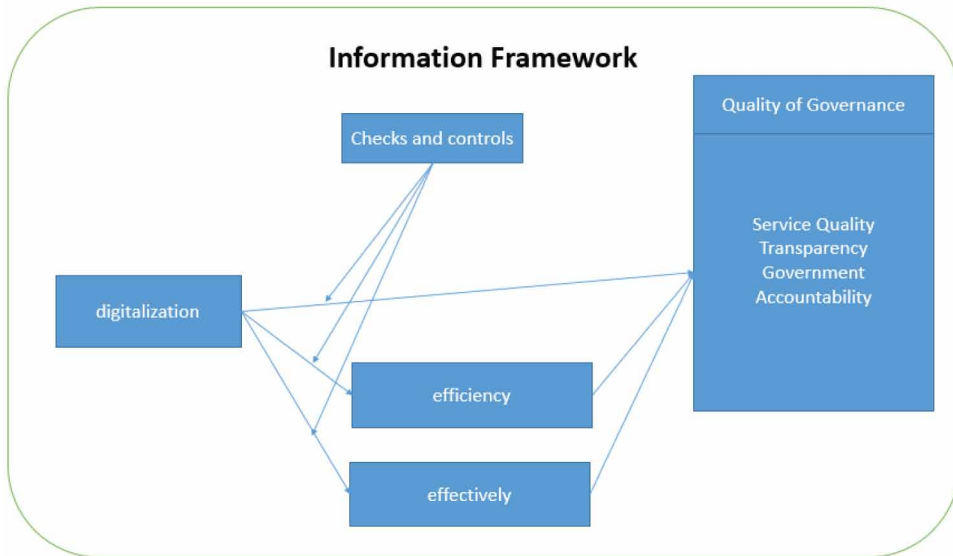 Information Framework
Quality of Governance
Checks and controls
Service Quality
Transparency
Government
Accountability
digitalization
efficiency
effectively